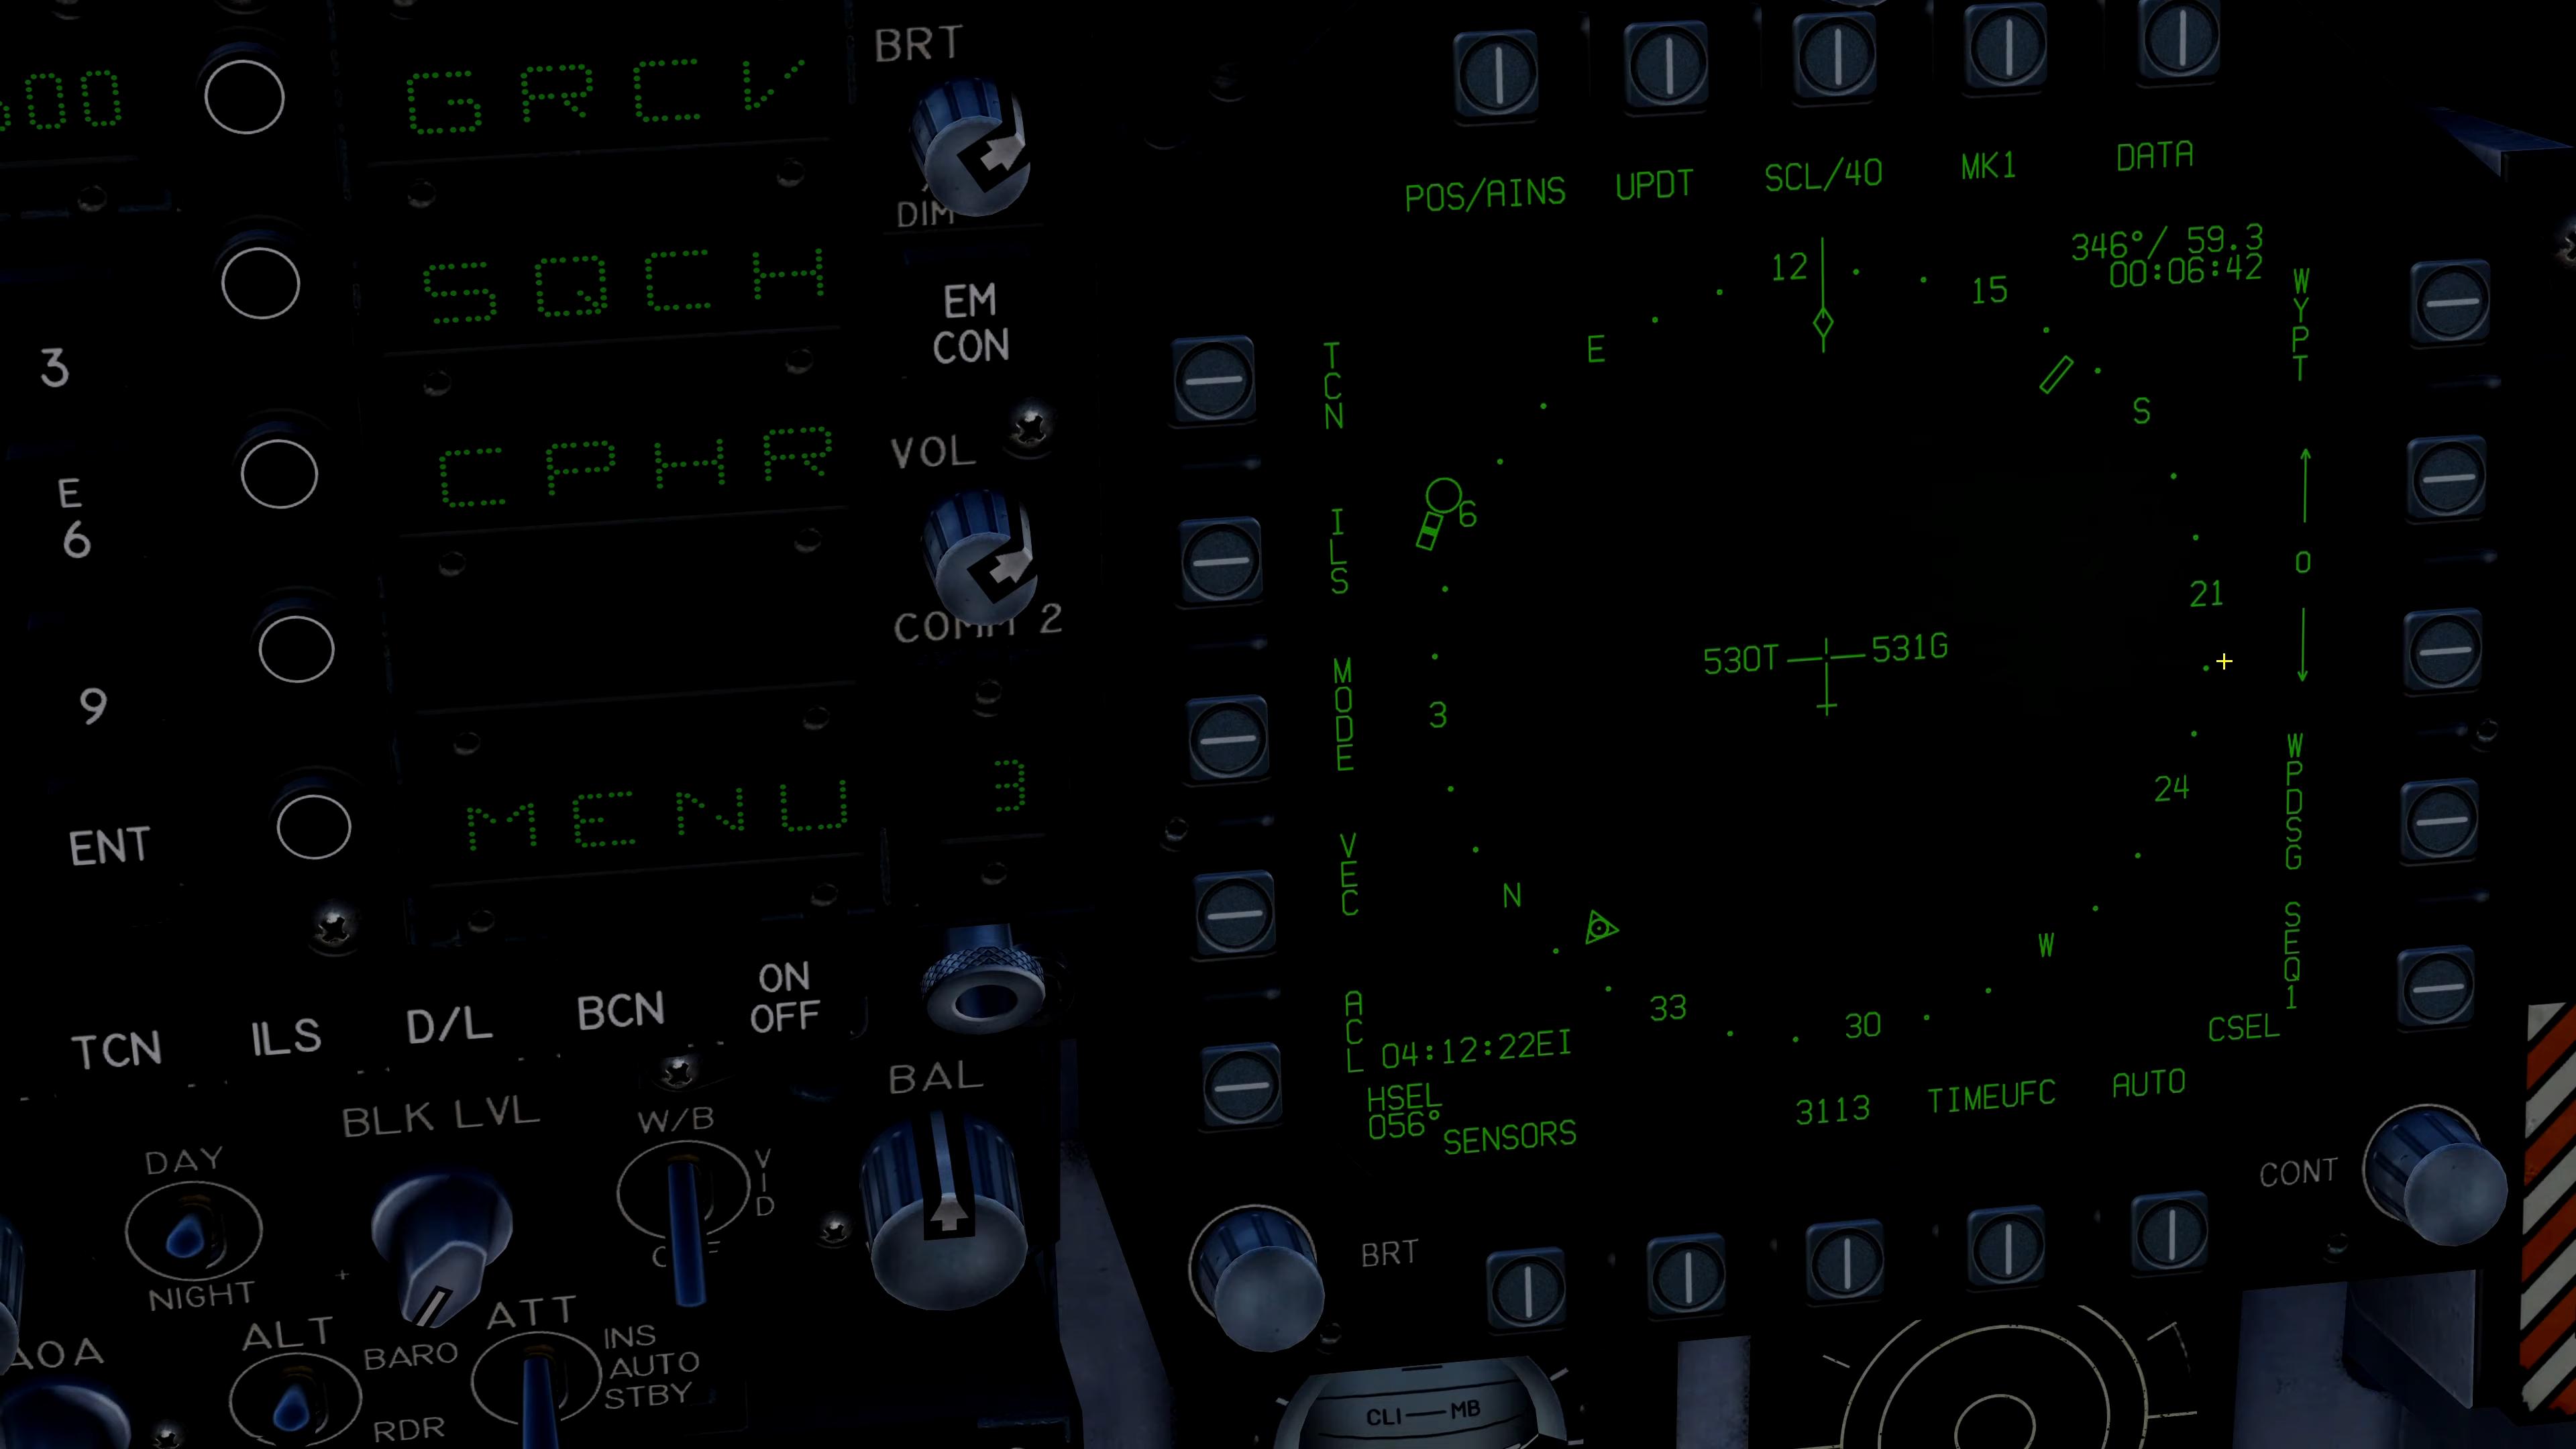 GRCV
SQCH
CPHR
MENU
3
3
E
6
9
ENT
TCN
ILS
D/L
BCN
ON
OFF
BRT
DIM
EM
CON
VOL
COMM 2
BAL
BLK LVL
DAY
NIGHT
W/B
VID
ALT
BARO
RDR
ATT
INS
AUTO
STBY
AOA
POS/AINS
UPDT
SCL/40
MK1
DATA
346°/ 59.3
00:06:42
TCN
ILS
MODE
VEC
ACL
WYPT
0
WPDSG
SEQ1
12
15
E
S
6
21
530T
531G
3
24
N
W
33
30
CSEL
04:12:22EI
HSEL
056°
SENSORS
3113
TIMEUFC
AUTO
BRT
CONT
CLI—MB